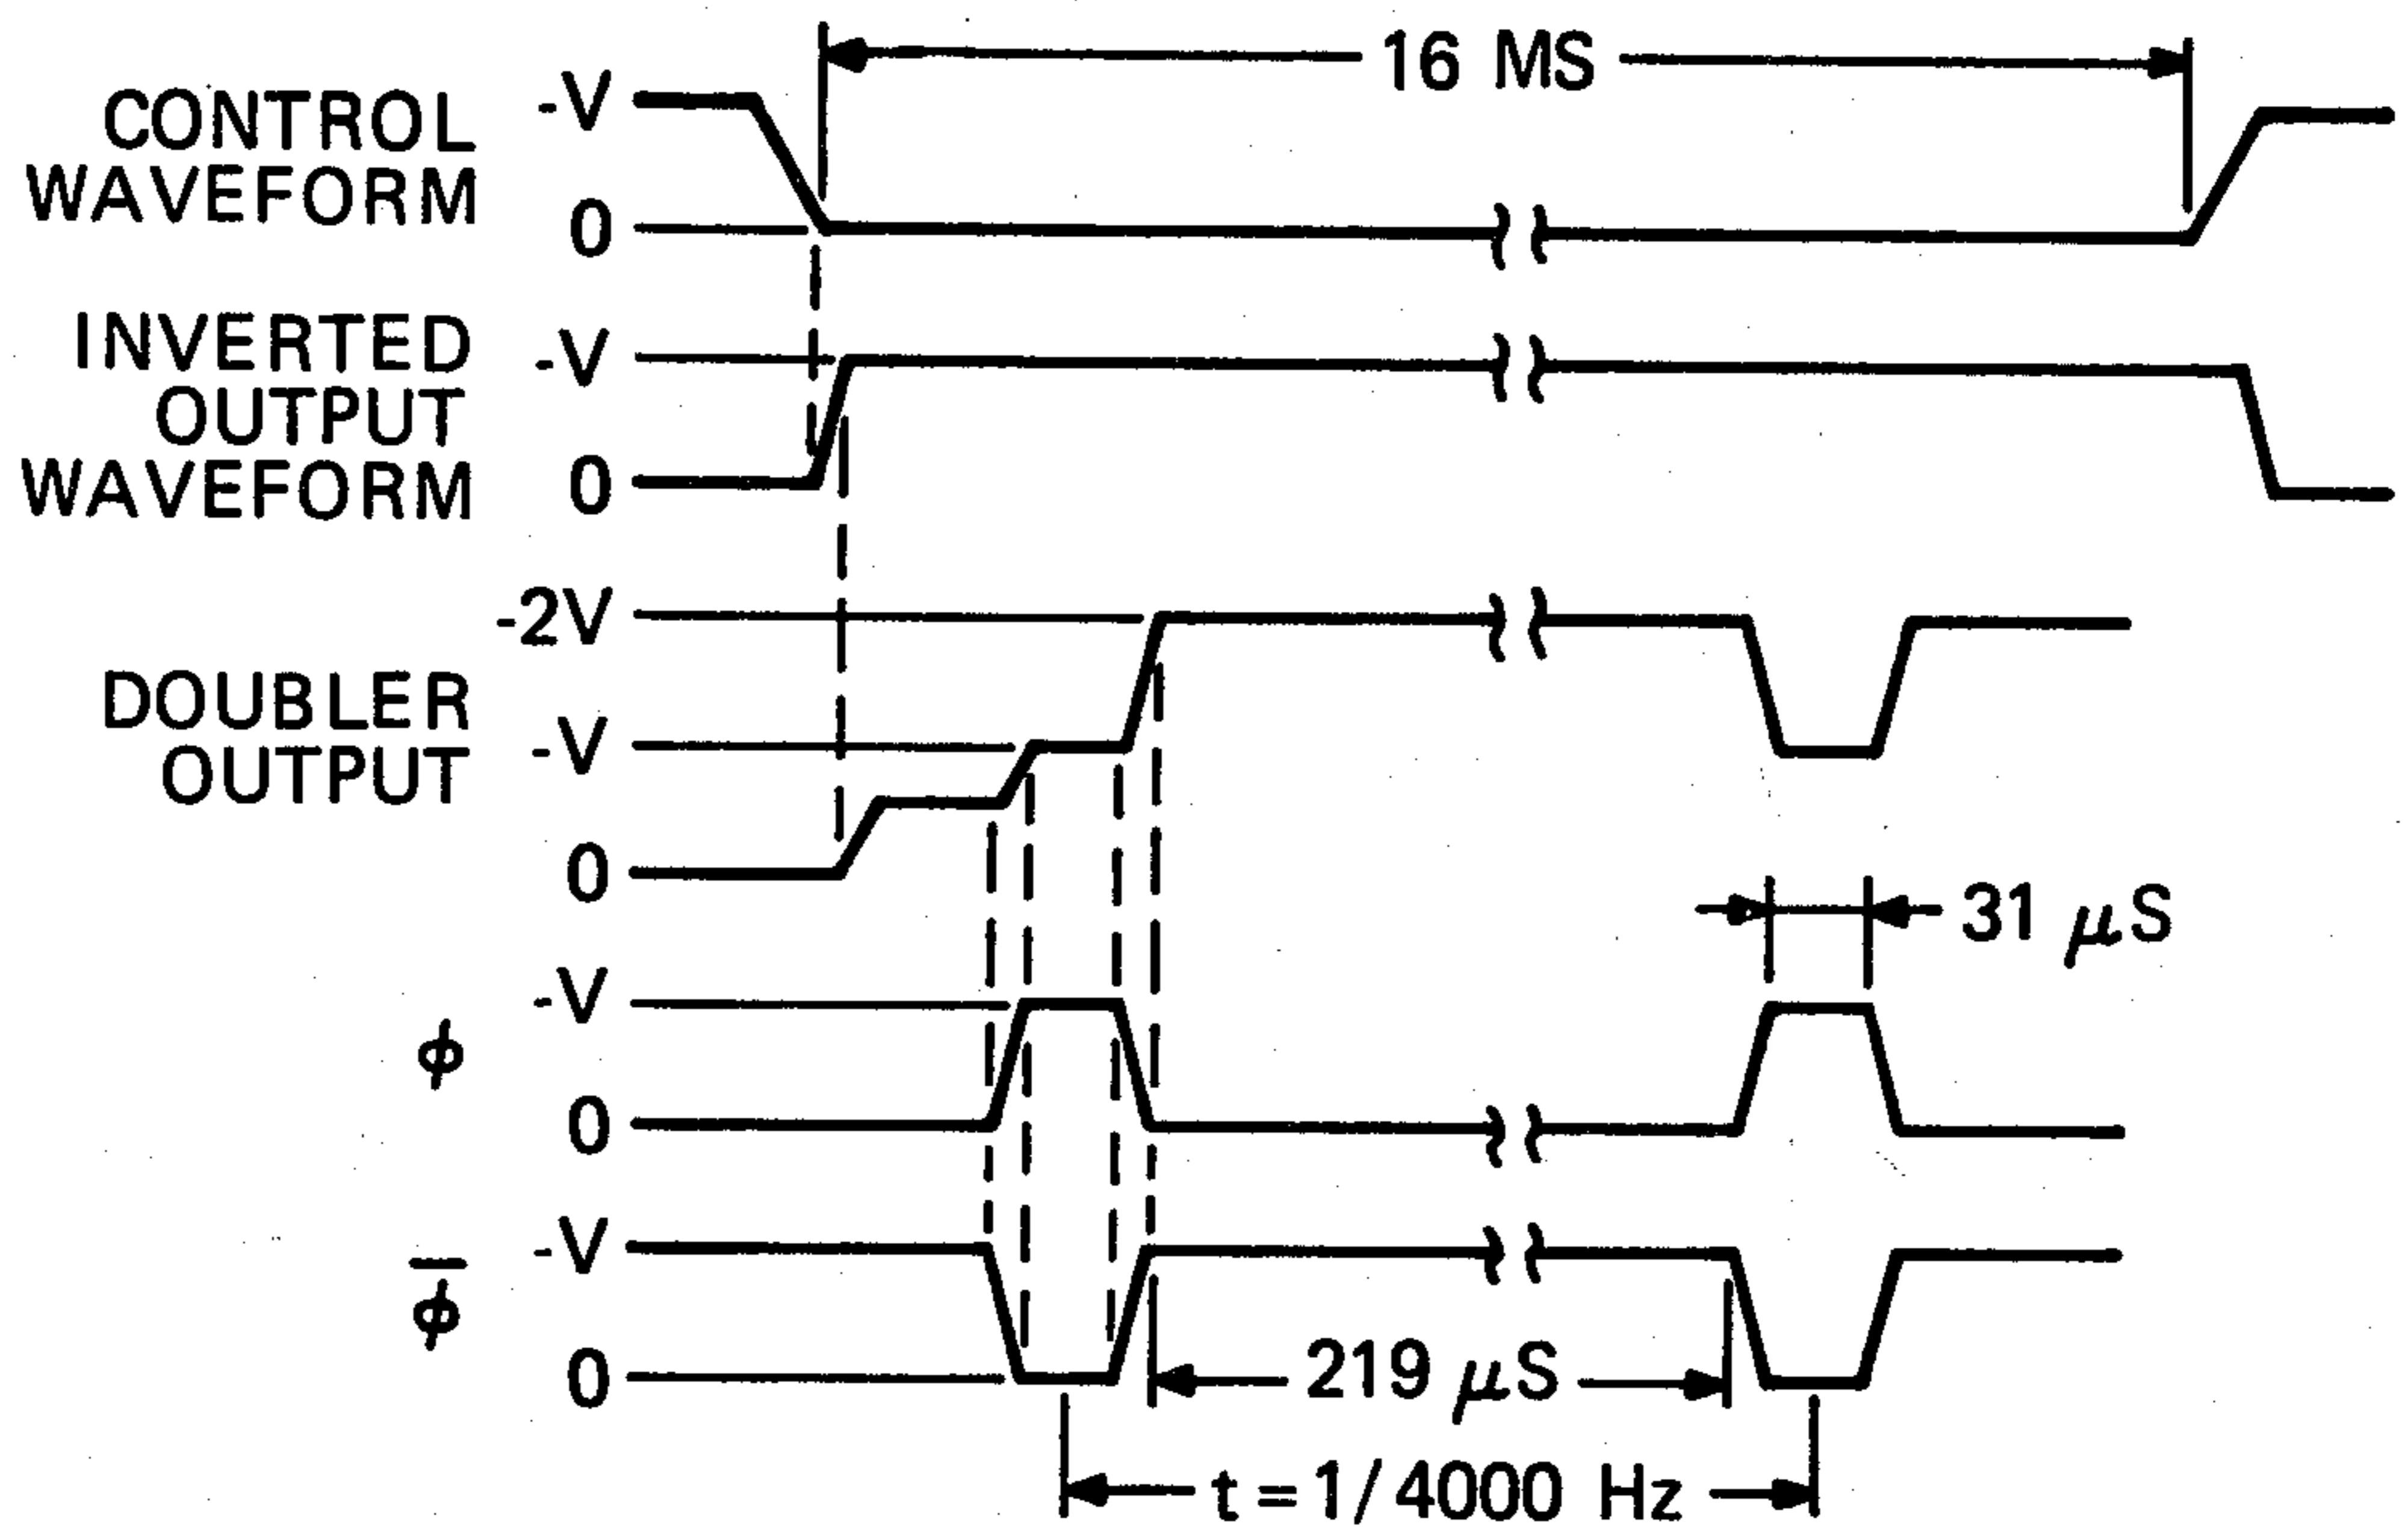 16 MS
CONTROL
WAVEFORM
-V
0
INVERTED
OUTPUT
WAVEFORM
-V
0
DOUBLER
OUTPUT
-2V
-V
0
31 μS
ϕ
-V
0
ϕ̅
-V
0
219 μS
t = 1/4000 Hz